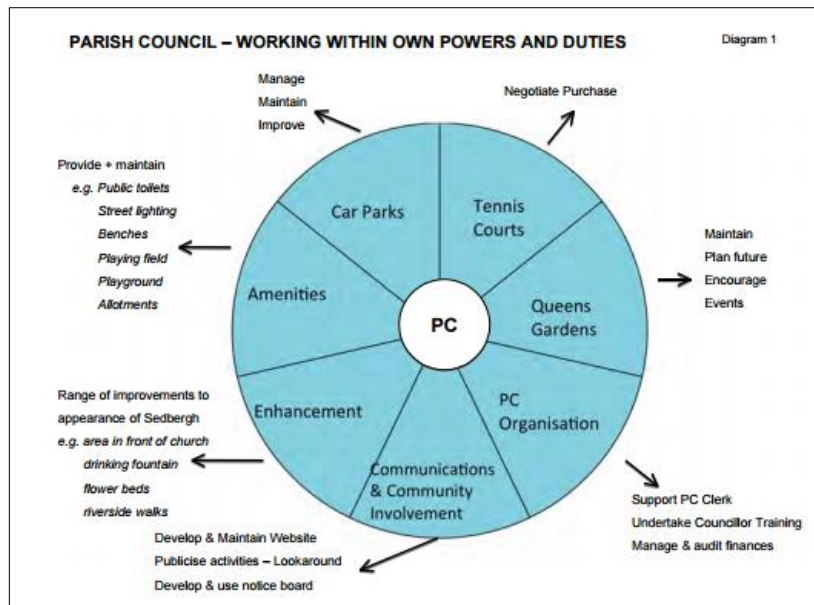 PARISH COUNCIL – WORKING WITHIN OWN POWERS AND DUTIES
Diagram 1
Manage
Maintain
Improve
Negotiate Purchase
Provide + maintain
e.g. Public toilets
Street lighting
Benches
Playing field
Playground
Allotments
Car Parks
Tennis
Courts
Maintain
Plan future
Encourage
Events
Amenities
PC
Queens
Gardens
Range of improvements to
appearance of Sedbergh
e.g. area in front of church
drinking fountain
flower beds
riverside walks
Enhancement
PC
Organisation
Communications
& Community
Involvement
Support PC Clerk
Undertake Councillor Training
Manage & audit finances
Develop & Maintain Website
Publicise activities – Lookaround
Develop & use notice board